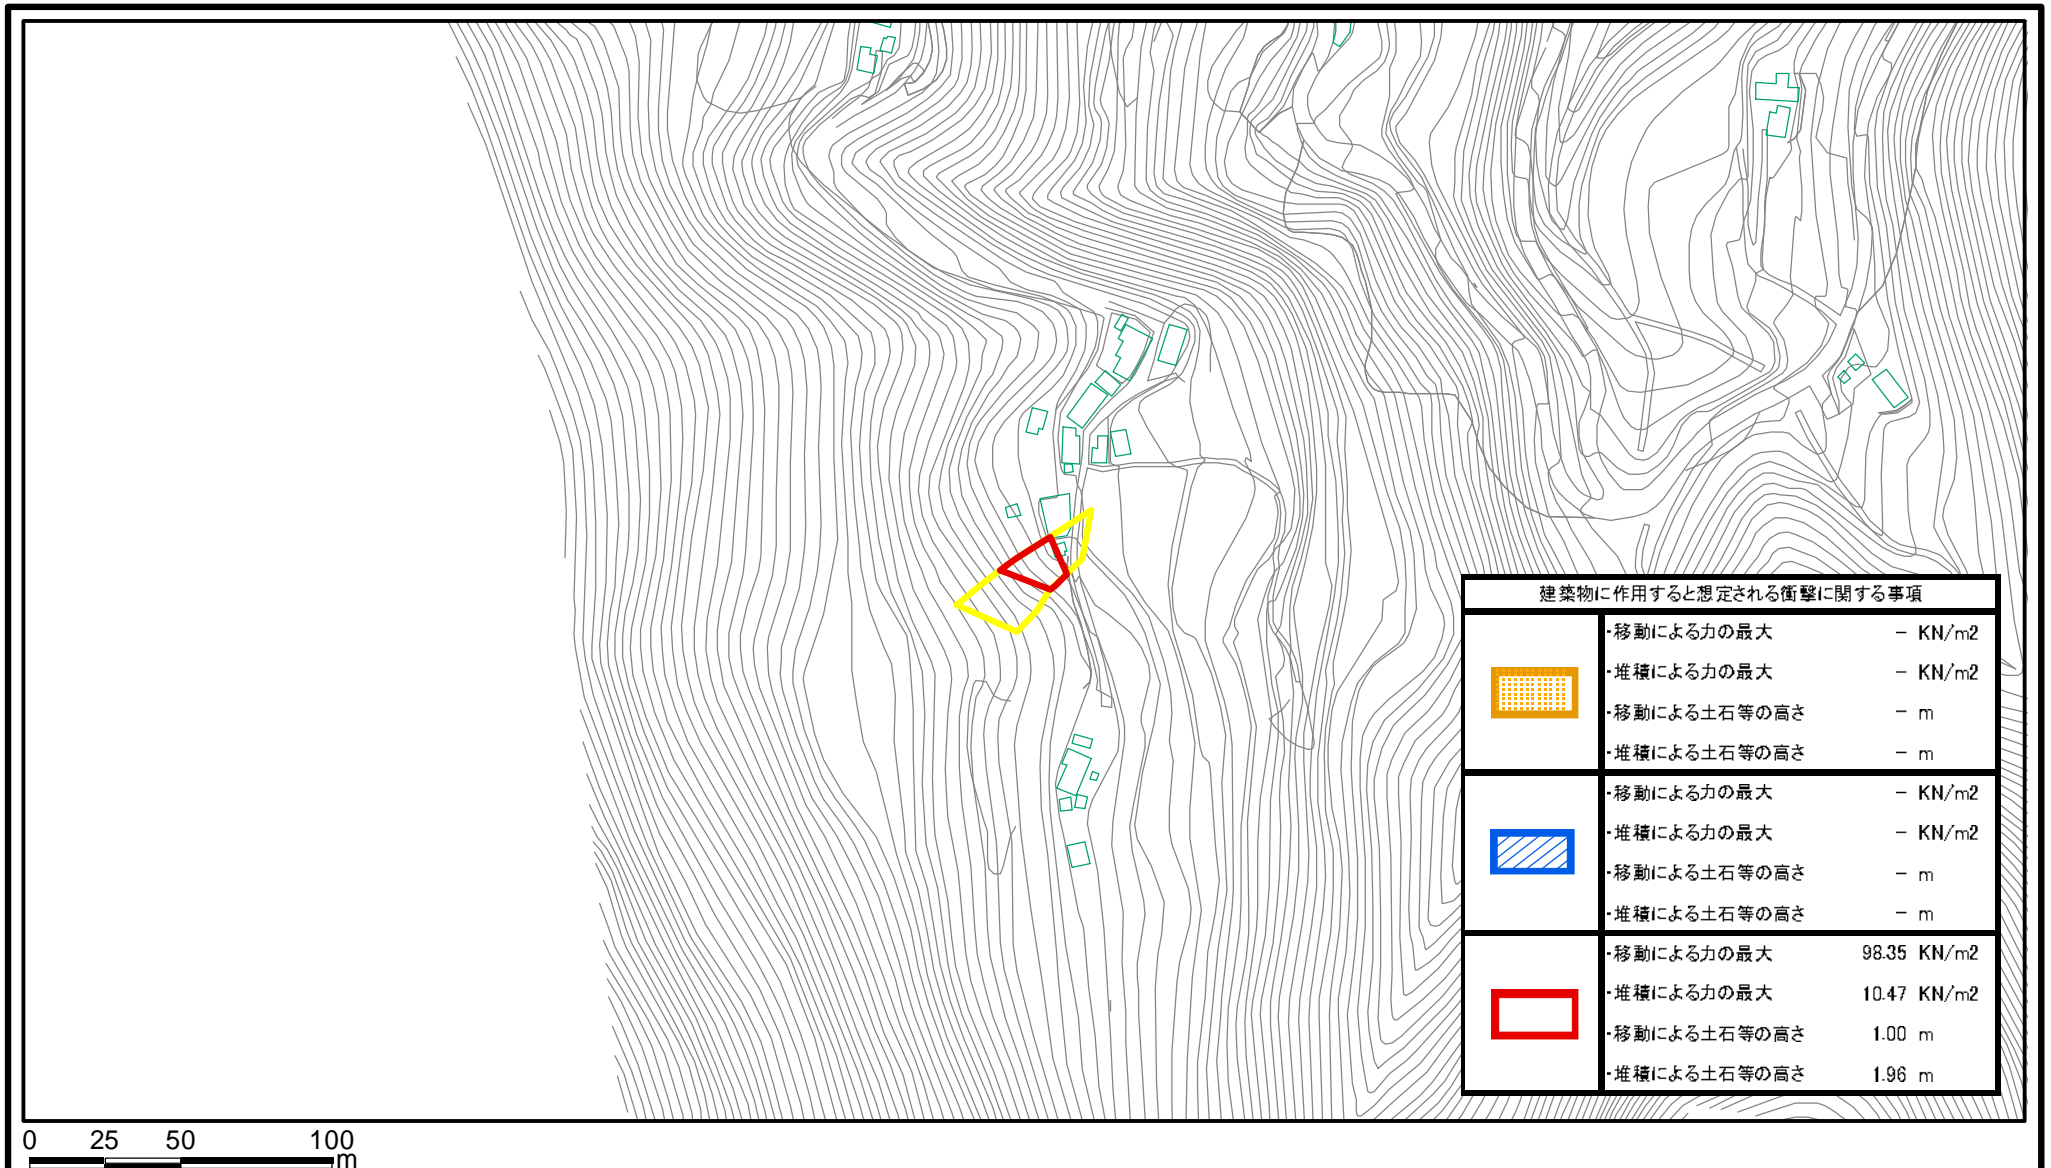 建築物に作用すると想定される衝撃に関する事項
・移動による力の最大 − KN/m2
・堆積による力の最大 − KN/m2
・移動による土石等の高さ − m
・堆積による土石等の高さ − m
・移動による力の最大 − KN/m2
・堆積による力の最大 − KN/m2
・移動による土石等の高さ − m
・堆積による土石等の高さ − m
・移動による力の最大 98.35 KN/m2
・堆積による力の最大 10.47 KN/m2
・移動による土石等の高さ 1.00 m
・堆積による土石等の高さ 1.96 m
0 25 50 100
m